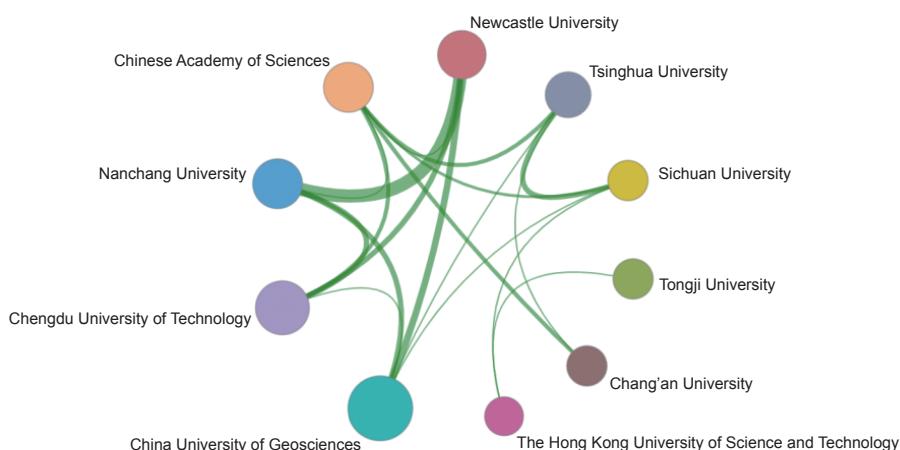 Newcastle University
Chinese Academy of Sciences
Tsinghua University
Nanchang University
Sichuan University
Tongji University
Chengdu University of Technology
Chang’an University
China University of Geosciences
The Hong Kong University of Science and Technology